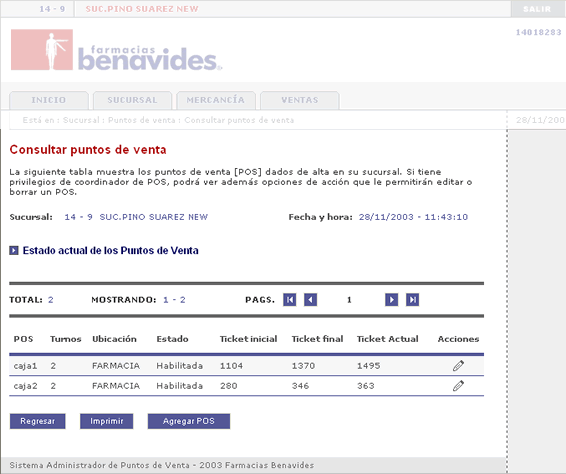 14 - 9 SUC.PINO SUAREZ NEW SALIR
14018283
farmacias
benavides
INICIO SUCURSAL MERCANCÍA VENTAS
Está en : Sucursal : Puntos de venta : Consultar puntos de venta 28/11/200
Consultar puntos de venta
La siguiente tabla muestra los puntos de venta [POS] dados de alta en su sucursal. Si tiene
privilegios de coordinador de POS, podrá ver además opciones de acción que le permitirán editar o
borrar un POS.
Sucursal: 14 - 9 SUC.PINO SUAREZ NEW Fecha y hora: 28/11/2003 - 11:43:10
Estado actual de los Puntos de Venta
TOTAL: 2 MOSTRANDO: 1 - 2 PAGS. 1
POS Turnos Ubicación Estado Ticket inicial Ticket final Ticket Actual Acciones
caja1 2 FARMACIA Habilitada 1104 1370 1495
caja2 2 FARMACIA Habilitada 280 346 363
Regresar Imprimir Agregar POS
Sistema Administrador de Puntos de Venta - 2003 Farmacias Benavides